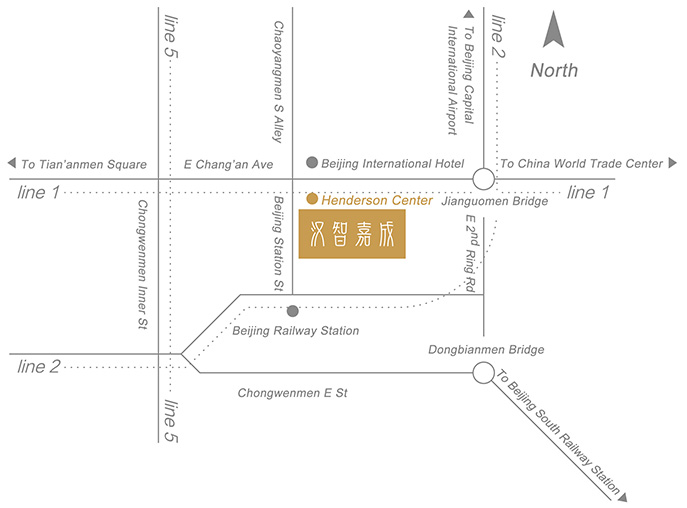 line 5
Chaoyangmen S Alley
To Beijing Capital
International Airport
line 2
North
To Tian'anmen Square
E Chang'an Ave
Beijing International Hotel
To China World Trade Center
line 1
Henderson Center
Jianguomen Bridge
line 1
汉智嘉成
Chongwenmen Inner St
Beijing Station St
E 2nd Ring Rd
Beijing Railway Station
Dongbianmen Bridge
line 2
Chongwenmen E St
To Beijing South Railway Station
line 5